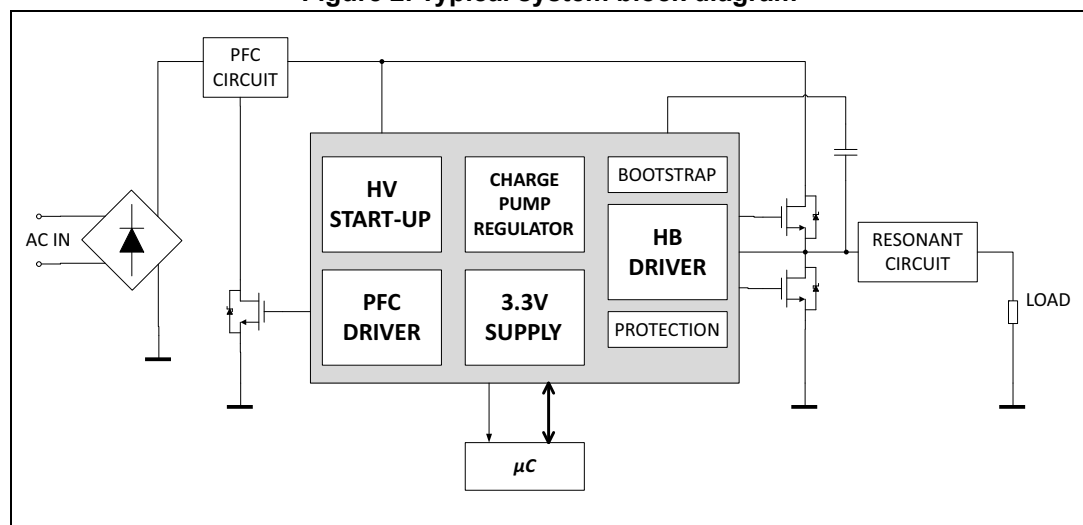 Figure 2. Typical system block diagram
PFC
CIRCUIT
HV
START-UP
CHARGE
PUMP
REGULATOR
BOOTSTRAP
HB
DRIVER
AC IN
RESONANT
CIRCUIT
PFC
DRIVER
3.3V
SUPPLY
PROTECTION
LOAD
µC